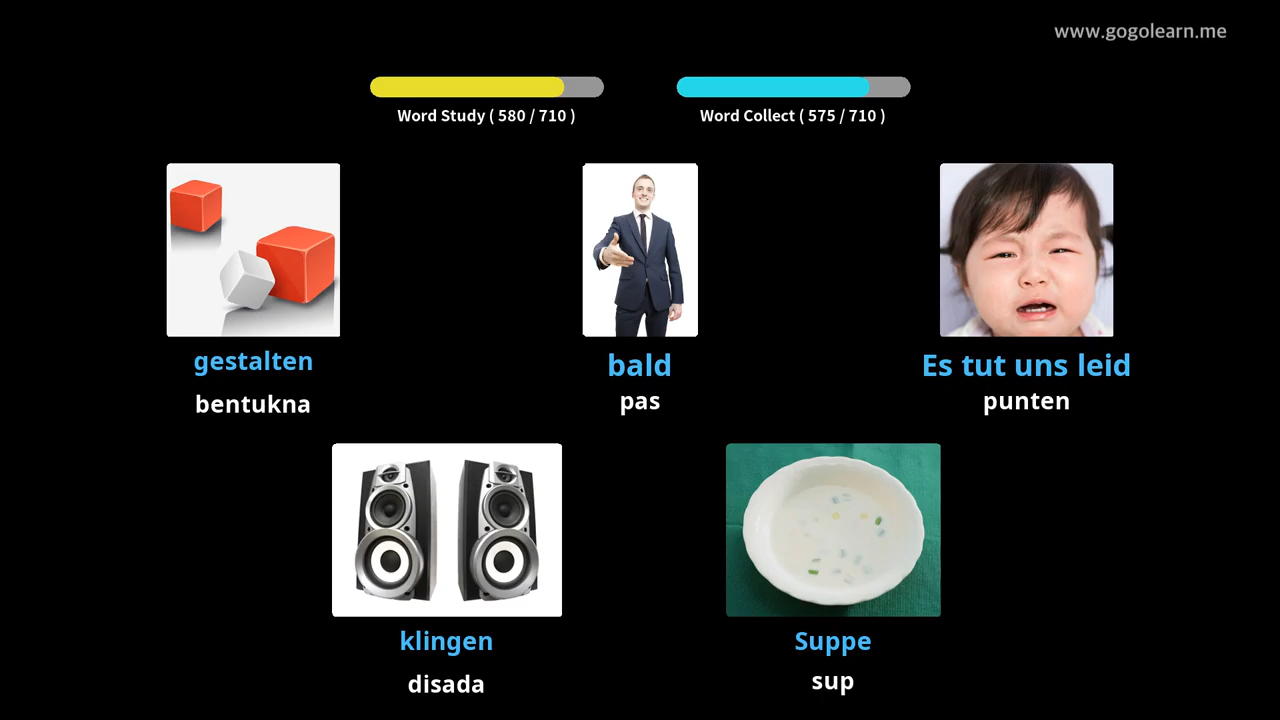 www.gogolearn.me
Word Study ( 580 / 710 )
Word Collect ( 575 / 710 )
gestalten
bentukna
bald
pas
Es tut uns leid
punten
klingen
disada
Suppe
sup